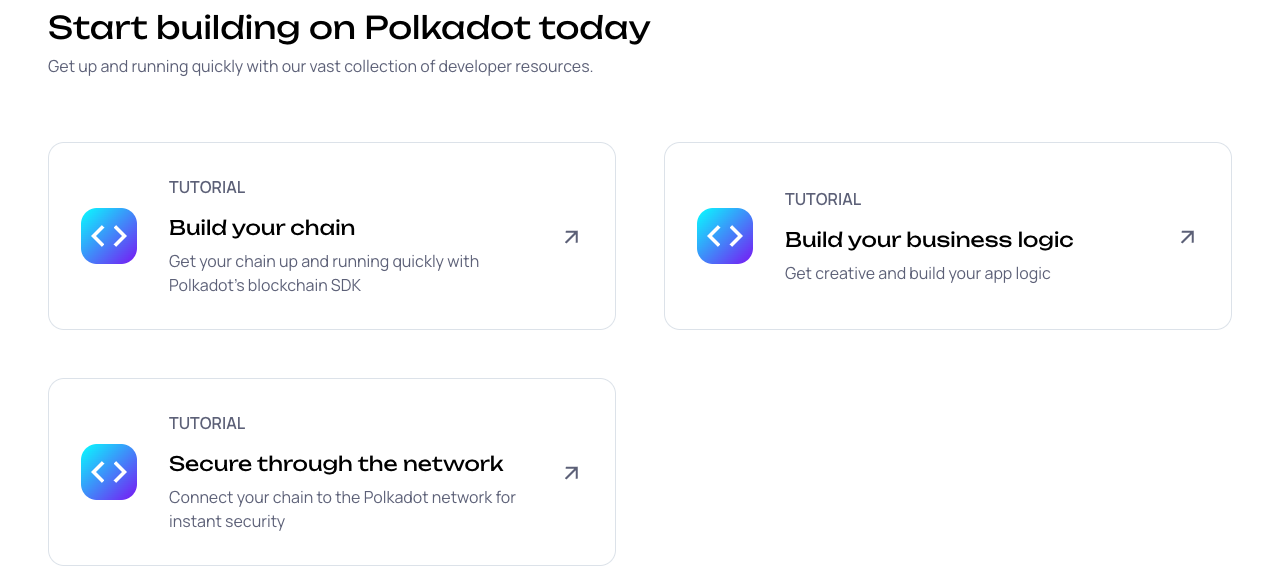 Start building on Polkadot today
Get up and running quickly with our vast collection of developer resources.
TUTORIAL
Build your chain
Get your chain up and running quickly with
Polkadot's blockchain SDK
TUTORIAL
Build your business logic
Get creative and build your app logic
TUTORIAL
Secure through the network
Connect your chain to the Polkadot network for
instant security